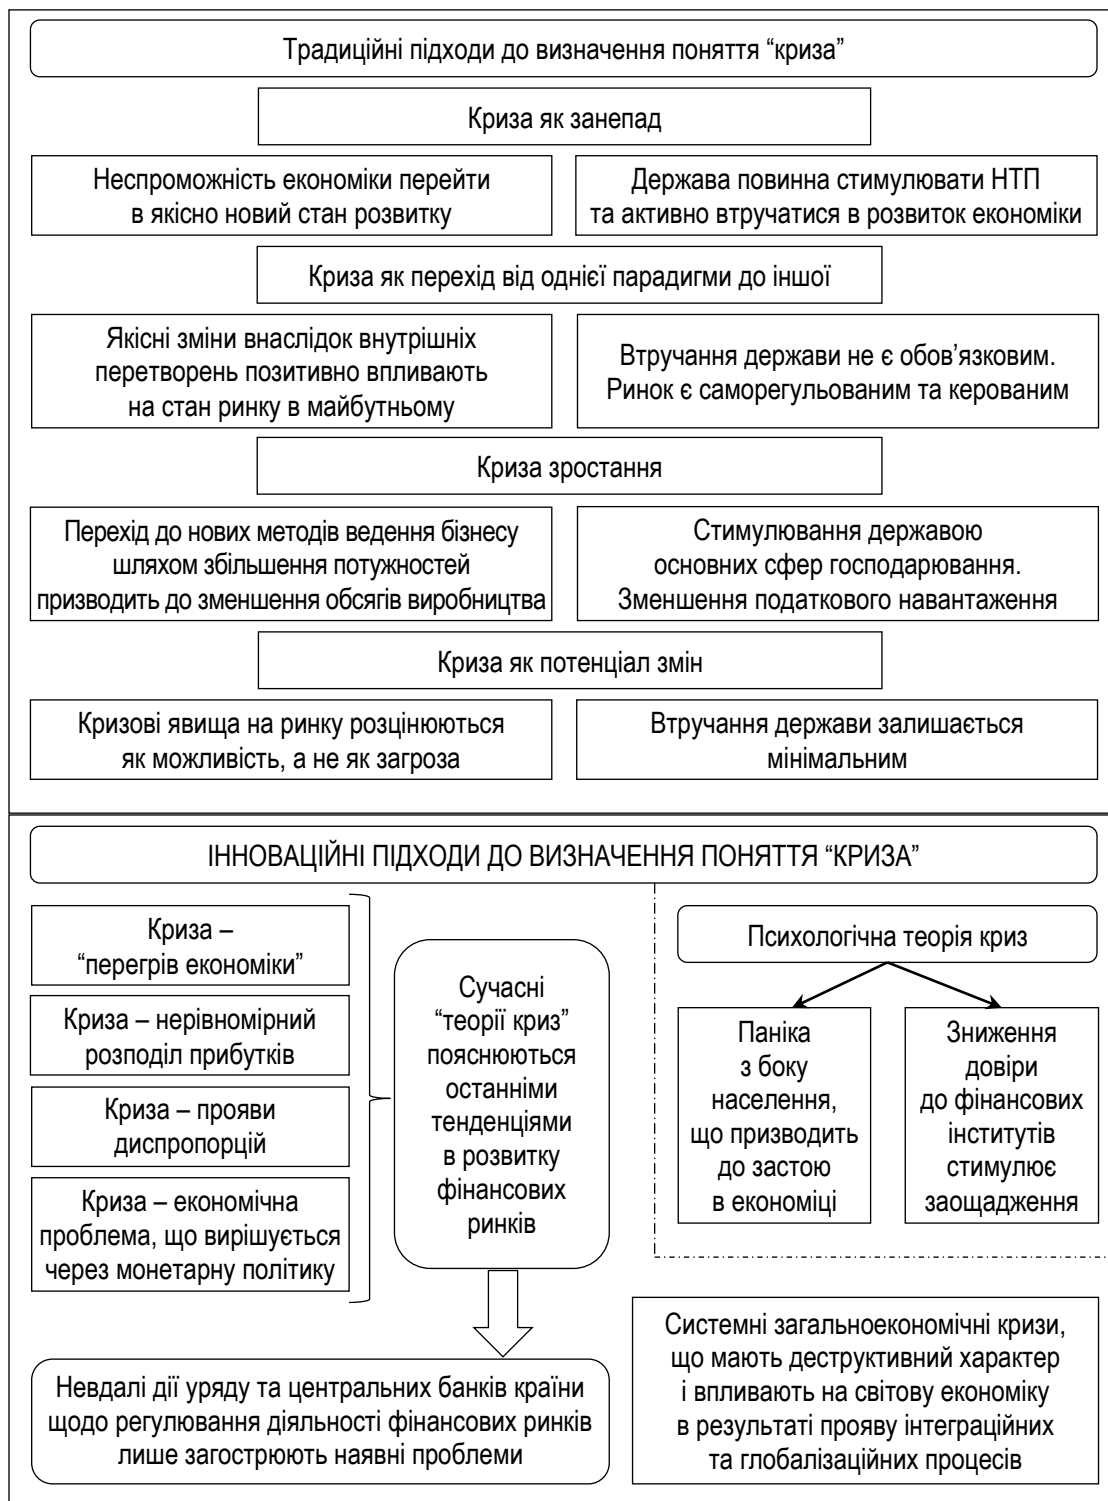 Традиційні підходи до визначення поняття “криза”
Криза як занепад
Неспроможність економіки перейти
в якісно новий стан розвитку
Держава повинна стимулювати НТП
та активно втручатися в розвиток економіки
Криза як перехід від однієї парадигми до іншої
Якісні зміни внаслідок внутрішніх
перетворень позитивно впливають
на стан ринку в майбутньому
Втручання держави не є обов’язковим.
Ринок є саморегульованим та керованим
Криза зростання
Перехід до нових методів ведення бізнесу
шляхом збільшення потужностей
призводить до зменшення обсягів виробництва
Стимулювання державою
основних сфер господарювання.
Зменшення податкового навантаження
Криза як потенціал змін
Кризові явища на ринку розцінюються
як можливість, а не як загроза
Втручання держави залишається
мінімальним
ІННОВАЦІЙНІ ПІДХОДИ ДО ВИЗНАЧЕННЯ ПОНЯТТЯ “КРИЗА”
Криза –
“перегрів економіки”
Криза – нерівномірний
розподіл прибутків
Криза – прояви
диспропорцій
Криза – економічна
проблема, що вирішується
через монетарну політику
Сучасні
“теорії криз”
пояснюються
останніми
тенденціями
в розвитку
фінансових
ринків
Психологічна теорія криз
Паніка
з боку
населення,
що призводить
до застою
в економіці
Зниження
довіри
до фінансових
інститутів
стимулює
заощадження
Невдалі дії уряду та центральних банків країни
щодо регулювання діяльності фінансових ринків
лише загострюють наявні проблеми
Системні загальноекономічні кризи,
що мають деструктивний характер
і впливають на світову економіку
в результаті прояву інтеграційних
та глобалізаційних процесів